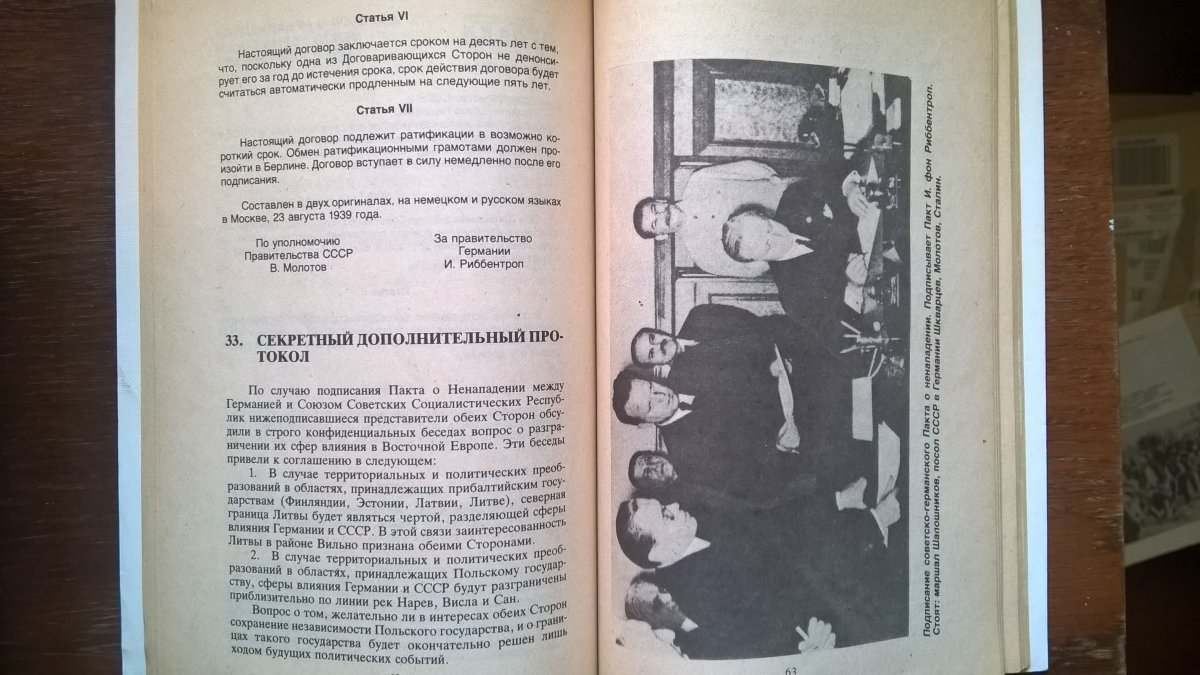 Статья VI
Настоящий договор заключается сроком на десять лет с тем,
что, поскольку одна из Договаривающихся Сторон не денонси-
рует его за год до истечения срока, срок действия договора будет
считаться автоматически продленным на следующие пять лет.
Статья VII
Настоящий договор подлежит ратификации в возможно ко-
роткий срок. Обмен ратификационными грамотами должен про-
изойти в Берлине. Договор вступает в силу немедленно после его
подписания.
Составлен в двух оригиналах, на немецком и русском языках
в Москве, 23 августа 1939 года.
По уполномочию
Правительства СССР
В. Молотов
За правительство
Германии
И. Риббентроп
33. СЕКРЕТНЫЙ ДОПОЛНИТЕЛЬНЫЙ ПРО-
ТОКОЛ
По случаю подписания Пакта о Ненападении между
Германией и Союзом Советских Социалистических Респуб-
лик нижеподписавшиеся представители обеих Сторон обсу-
дили в строго конфиденциальных беседах вопрос о разгра-
ничении их сфер влияния в Восточной Европе. Эти беседы
привели к соглашению в следующем:
1. В случае территориальных и политических преоб-
разований в областях, принадлежащих прибалтийским госу-
дарствам (Финляндии, Эстонии, Латвии, Литве), северная
граница Литвы будет являться чертой, разделяющей сферы
влияния Германии и СССР. В этой связи заинтересованность
Литвы в районе Вильно признана обеими Сторонами.
2. В случае территориальных и политических преоб-
разований в областях, принадлежащих Польскому государ-
ству, сферы влияния Германии и СССР будут разграничены
приблизительно по линии рек Нарев, Висла и Сан.
Вопрос о том, желательно ли в интересах обеих Сторон
сохранение независимости Польского государства, и о грани-
цах такого государства будет окончательно решен лишь
ходом будущих политических событий.
Подписание советско-германского Пакта о ненападении. Подписывает Пакт И. фон Риббентроп.
Стоят: маршал Шапошников, посол СССР в Германии Шкварцев, Молотов, Сталин.
63